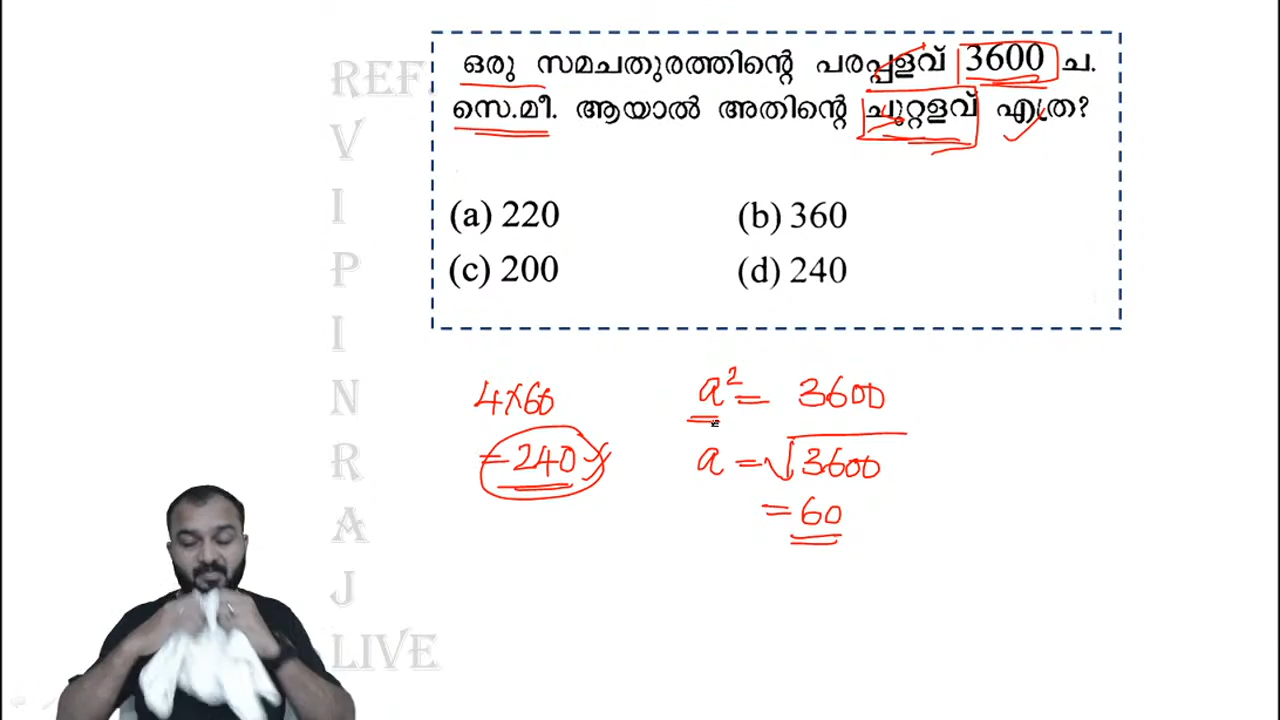 ഒരു സമചതുരത്തിന്റെ പരപ്പളവ് 3600 ച.
സെ.മീ. ആയാൽ അതിന്റെ ചുറ്റളവ് എത്ര?
(a) 220 (b) 360
(c) 200 (d) 240
4×60
= 240
a² = 3600
a = √3600
= 60
REF.
V
I
P
I
N
R
A
J
LIVE